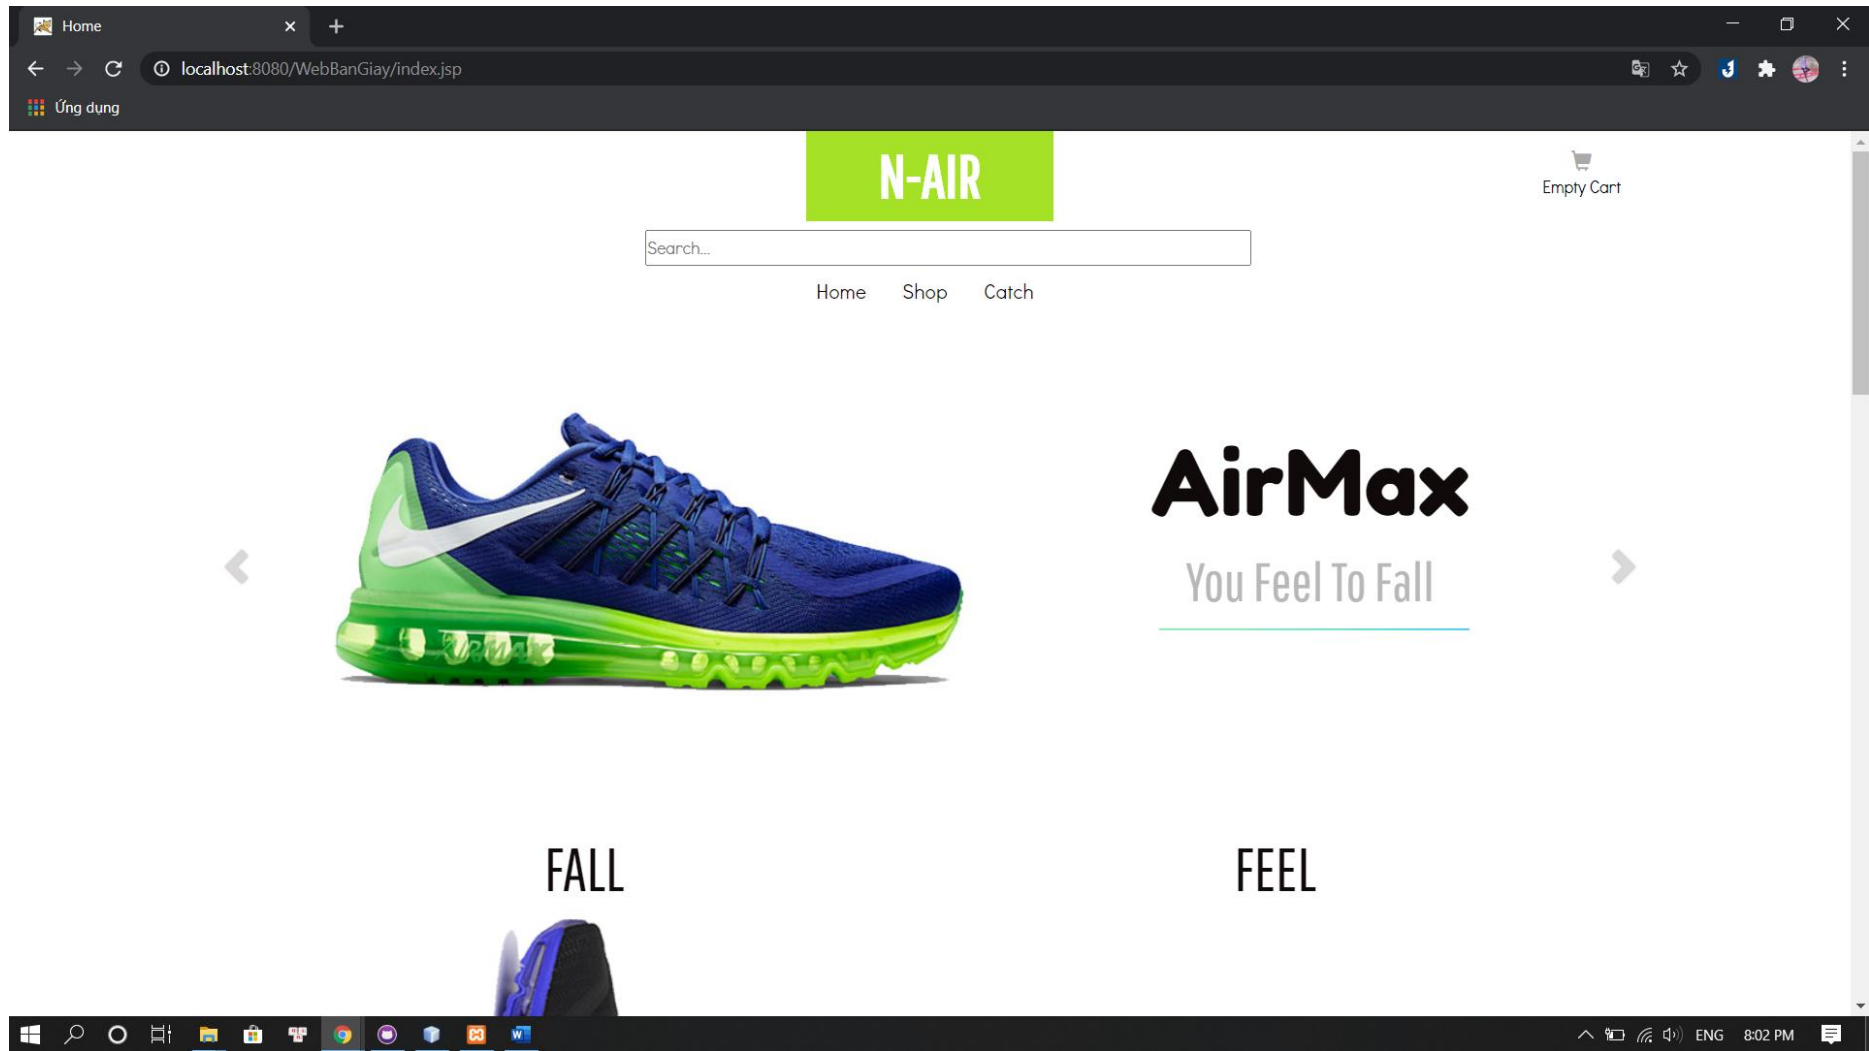 Home
localhost:8080/WebBanGiay/index.jsp
Ứng dụng
N-AIR
Empty Cart
Search...
Home Shop Catch
AirMax
You Feel To Fall
AIRMAX
FALL
FEEL
ENG 8:02 PM